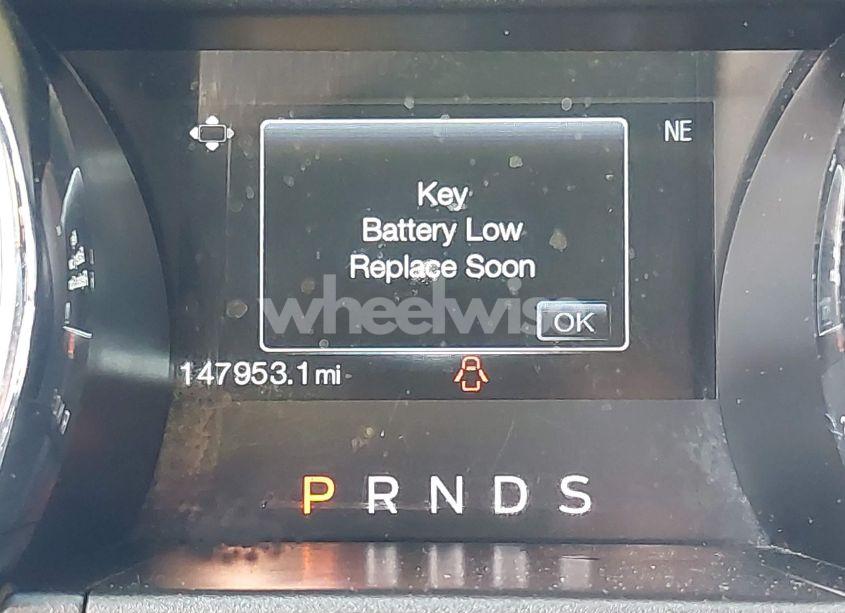 NE
Key
Battery Low
Replace Soon
wheelwise
OK
147953.1 mi
P R N D S